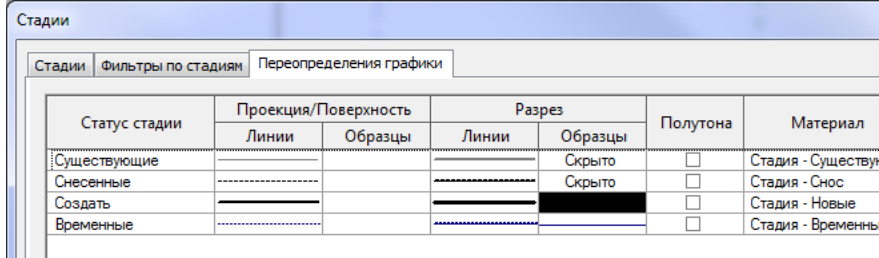 Стадии
Стадии Фильтры по стадиям Переопределения графики
Статус стадии Проекция/Поверхность Разрез Полутона Материал
Линии Образцы Линии Образцы
Существующие Скрыто Стадия - Существую
Снесенные Скрыто Стадия - Снос
Создать Стадия - Новые
Временные Стадия - Временны